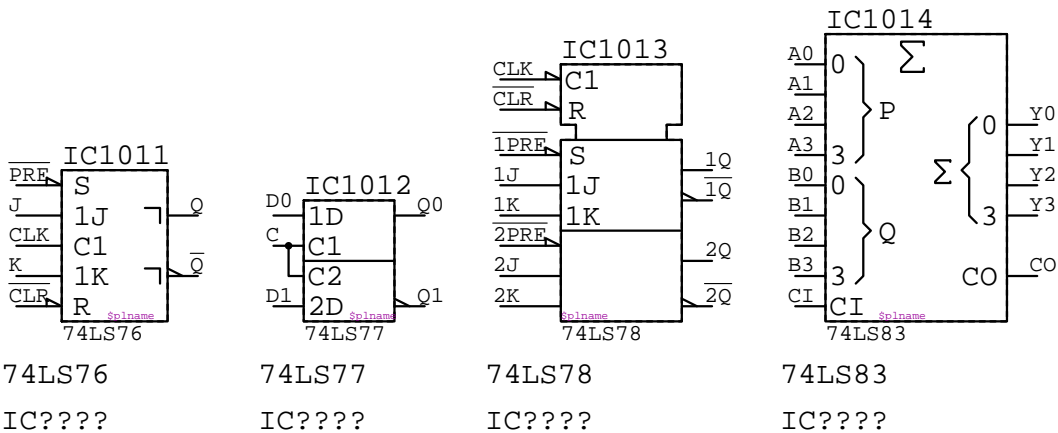 IC1011
PRE
S
J
1J
Q
CLK
C1
K
1K
Q
CLR
R
$plname
74LS76
74LS76
IC????
IC1012
D0
1D
Q0
C
C1
C2
D1
2D
Q1
$plname
74LS77
74LS77
IC????
IC1013
CLK
C1
CLR
R
1PRE
S
1Q
1J
1J
1Q
1K
1K
2PRE
2Q
2J
2K
2Q
$plname
74LS78
74LS78
IC????
IC1014
Σ
A0
0
A1
A2
P
A3
3
B0
0
B1
B2
Q
B3
3
CI
CI
0
Y0
Y1
Σ
Y2
3
Y3
CO
CO
$plname
74LS83
74LS83
IC????